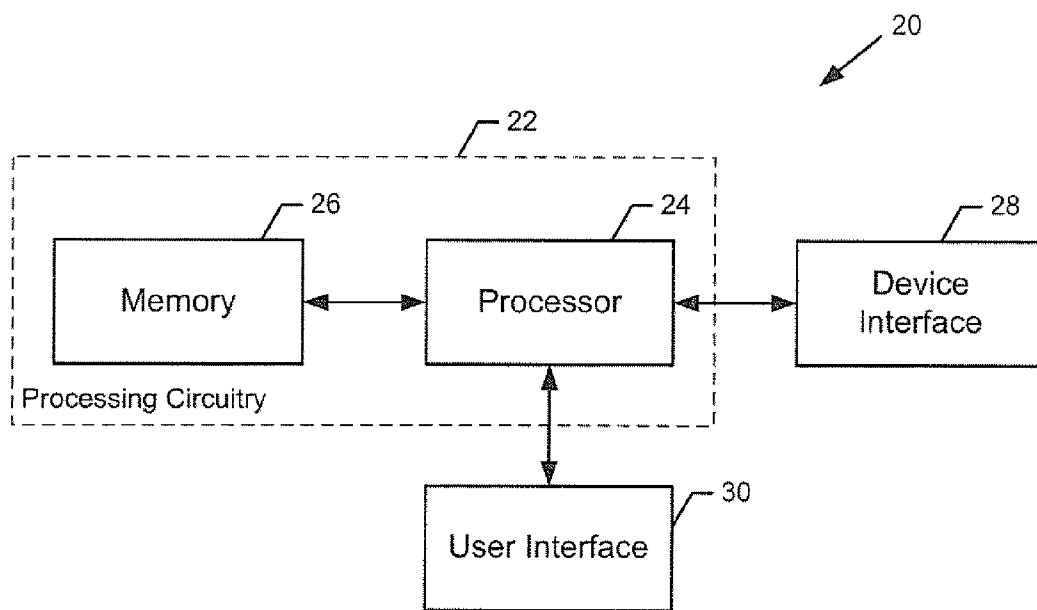 20
22
26
24
28
Memory
Processor
Device
Interface
Processing Circuitry
30
User Interface